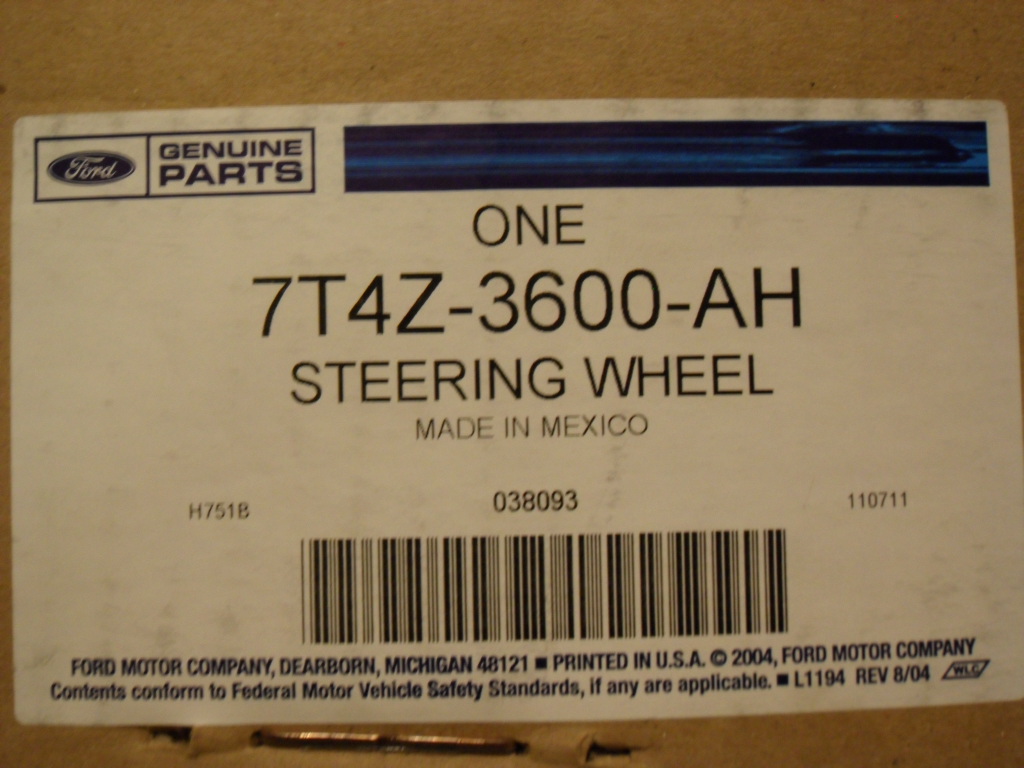 Ford GENUINE PARTS
ONE
7T4Z-3600-AH
STEERING WHEEL
MADE IN MEXICO
H751B 038093 110711
FORD MOTOR COMPANY, DEARBORN, MICHIGAN 48121 ■ PRINTED IN U.S.A. © 2004, FORD MOTOR COMPANY
Contents conform to Federal Motor Vehicle Safety Standards, if any are applicable. ■ L1194 REV 8/04 WLC